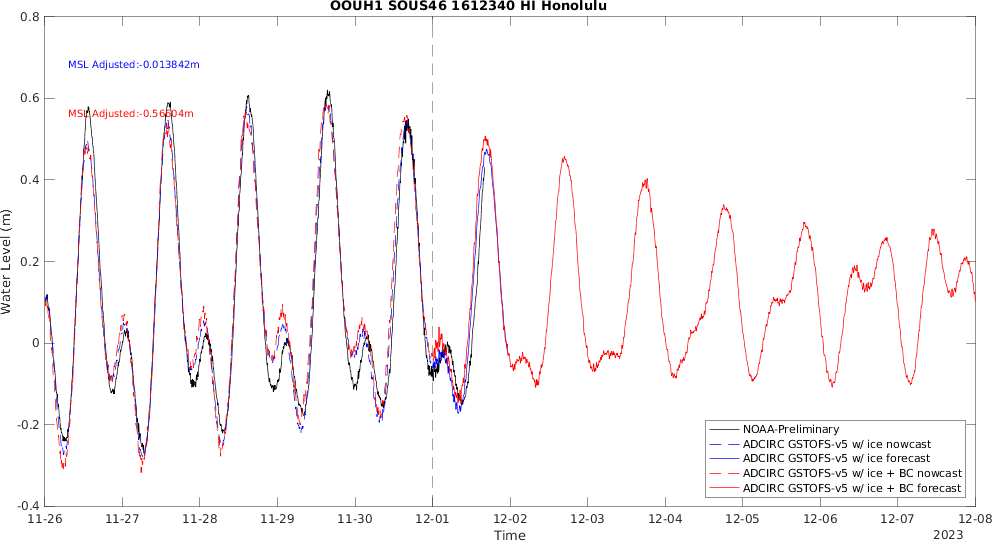 OOUH1 SOUS46 1612340 HI Honolulu
0.8
0.6
0.4
0.2
0
-0.2
-0.4
Water Level (m)
MSL Adjusted:-0.013842m
MSL Adjusted:-0.56604m
NOAA-Preliminary
ADCIRC GSTOFS-v5 w/ ice nowcast
ADCIRC GSTOFS-v5 w/ ice forecast
ADCIRC GSTOFS-v5 w/ ice + BC nowcast
ADCIRC GSTOFS-v5 w/ ice + BC forecast
11-26 11-27 11-28 11-29 11-30 12-01 12-02 12-03 12-04 12-05 12-06 12-07 12-08
Time
2023